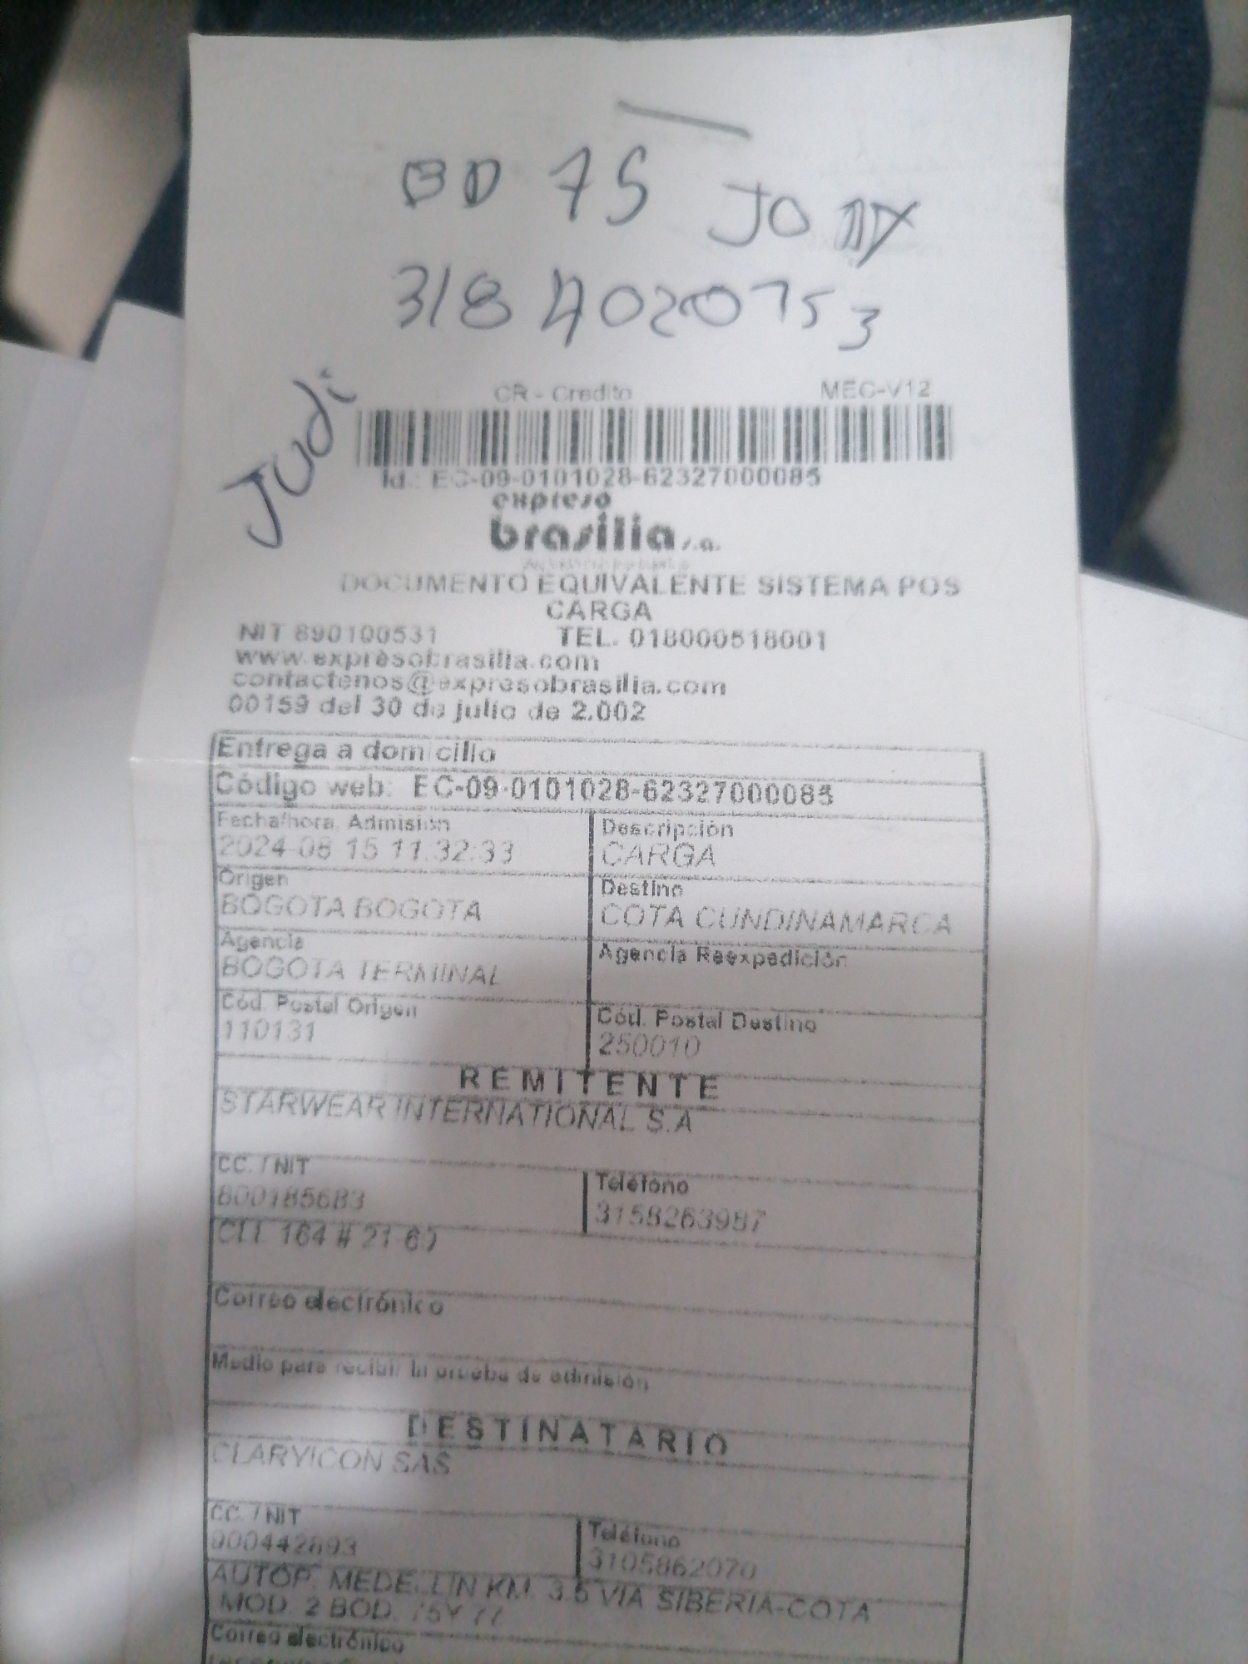 BD 75 JONY
318 4020753
Judi
CR - Credito MEC-V12
Id.: EC-09-0101028-62327000085
expreso
brasilia s.a.
DOCUMENTO EQUIVALENTE SISTEMA POS
CARGA
NIT 890100531 TEL. 018000518001
www.expresobrasilia.com
contactenos@expresobrasilia.com
00159 del 30 de julio de 2.002
Entrega a domicilio
Código web: EC-09-0101028-62327000085
Fecha/hora, Admisión Descripción
2024-08-15 11:32:33 CARGA
Origen Destino
BOGOTA BOGOTA COTA CUNDINAMARCA
Agencia Agencia Reexpedición
BOGOTA TERMINAL
Cód. Postal Origen Cód. Postal Destino
110131 250010
REMITENTE
STARWEAR INTERNATIONAL S.A
CC. / NIT Teléfono
800185683 3158263987
CLL 164 # 21-60
Correo electrónico
Medio para recibir la prueba de admisión
DESTINATARIO
CLARYICON SAS
CC. / NIT Teléfono
900442893 3105862070
AUTOP. MEDELLIN KM. 3.5 VIA SIBERIA-COTA
MOD. 2 BOD. 75Y 77
Correo electrónico